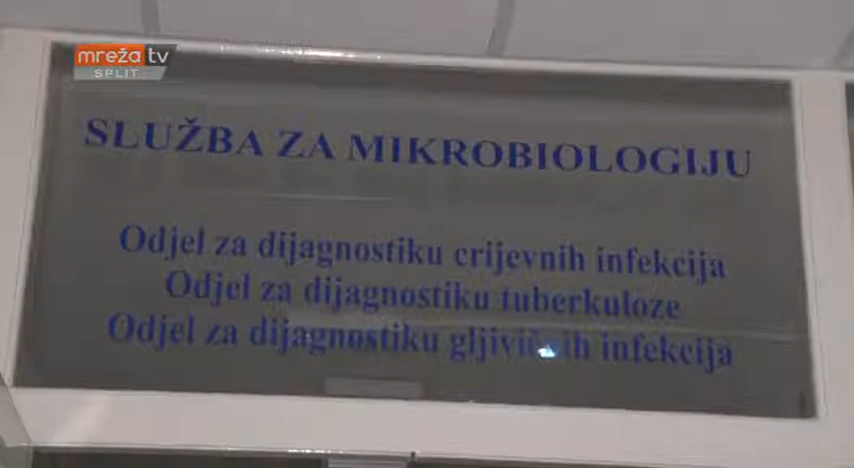 mreža tv
SPLIT
SLUŽBA ZA MIKROBIOLOGIJU
Odjel za dijagnostiku crijevnih infekcija
Odjel za dijagnostiku tuberkuloze
Odjel za dijagnostiku gljivičnih infekcija